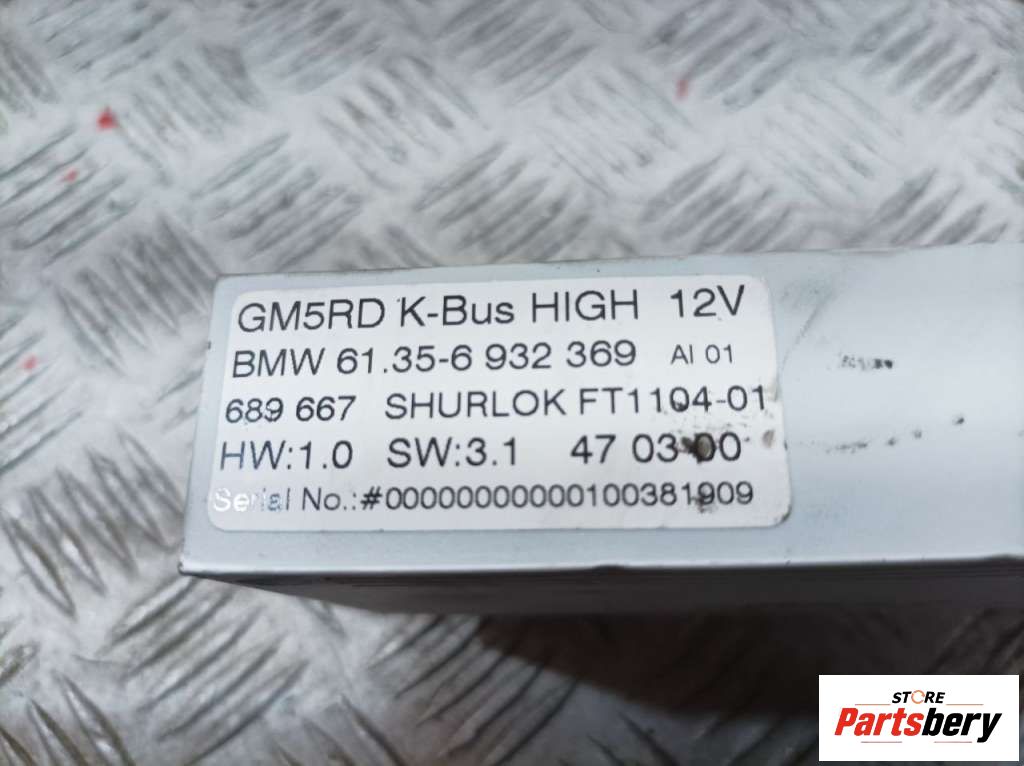 GM5RD K-Bus HIGH 12V
BMW 61.35-6 932 369 AI 01
689 667 SHURLOK FT1104-01
HW:1.0 SW:3.1 47 03 00
Serial No.:#00000000000100381909
STORE
Partsbery